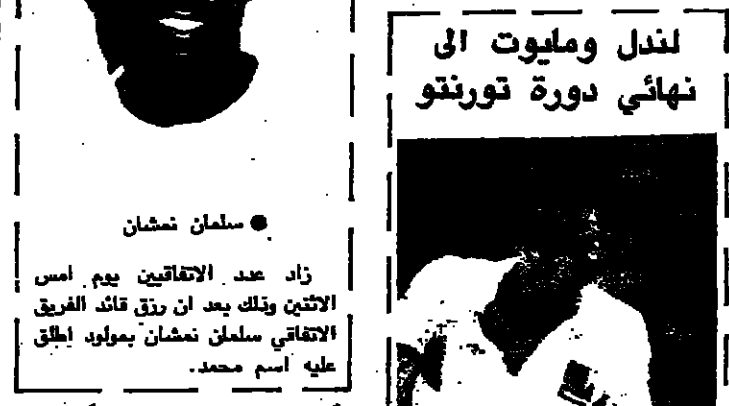 لندل ومايوت الى
نهائي دورة تورنتو
● سلمان نمشان
زاد عدد الاتفاقيين يوم امس
الاثنين وذلك بعد ان رزق قائد الفريق
الاتفاقي سلمان نمشان بمولود اطلق
عليه اسم محمد.